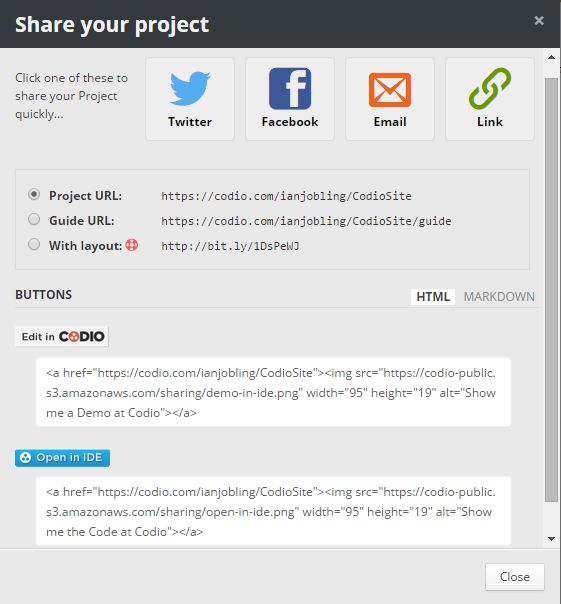 Share your project
×
Click one of these to
share your Project
quickly...
Twitter
Facebook
Email
Link
Project URL: https://codio.com/ianjobling/CodioSite
Guide URL: https://codio.com/ianjobling/CodioSite/guide
With layout: http://bit.ly/1DsPeWJ
BUTTONS HTML MARKDOWN
Edit in CODIO
<a href="https://codio.com/ianjobling/CodioSite"><img src="https://codio-public.
s3.amazonaws.com/sharing/demo-in-ide.png" width="95" height="19" alt="Show
me a Demo at Codio"></a>
Open in IDE
<a href="https://codio.com/ianjobling/CodioSite"><img src="https://codio-public.
s3.amazonaws.com/sharing/open-in-ide.png" width="95" height="19" alt="Show
me the Code at Codio"></a>
Close